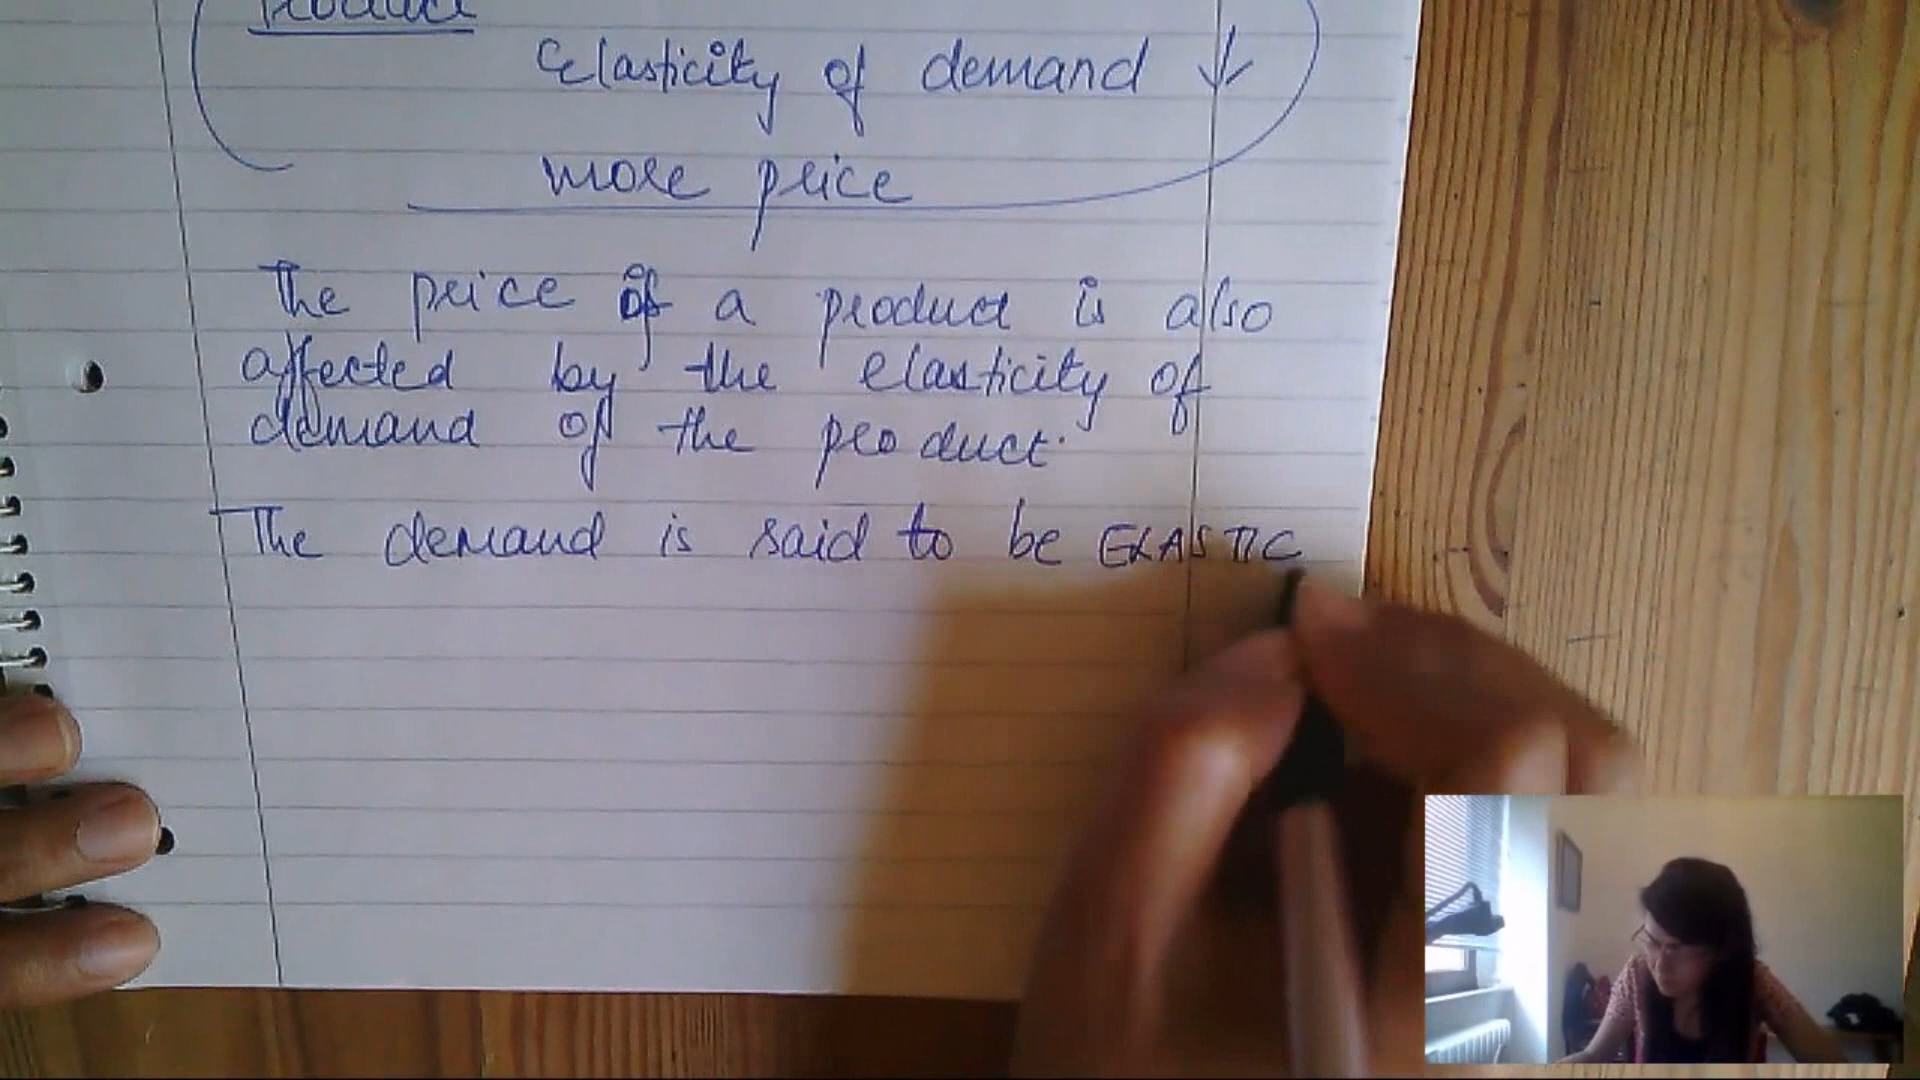 Product
Elasticity of demand ↓
more price
The price of a product is also
affected by the elasticity of
demand of the product.
The demand is said to be ELASTIC